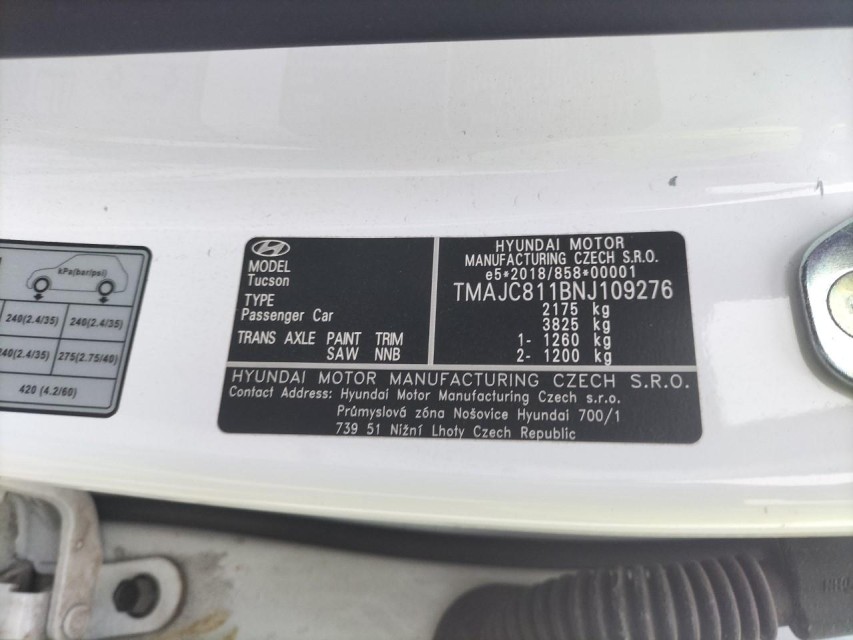 kPa(bar/psi)
240(2.4/35) 240(2.4/35)
240(2.4/35) 275(2.75/40)
420 (4.2/60)
MODEL
Tucson
TYPE
Passenger Car
TRANS AXLE PAINT TRIM
SAW NNB
HYUNDAI MOTOR
MANUFACTURING CZECH S.R.O.
e5*2018/858*00001
TMAJC811BNJ109276
2175 kg
3825 kg
1- 1260 kg
2- 1200 kg
HYUNDAI MOTOR MANUFACTURING CZECH S.R.O.
Contact Address: Hyundai Motor Manufacturing Czech s.r.o.
Průmyslová zóna Nošovice Hyundai 700/1
739 51 Nižní Lhoty Czech Republic